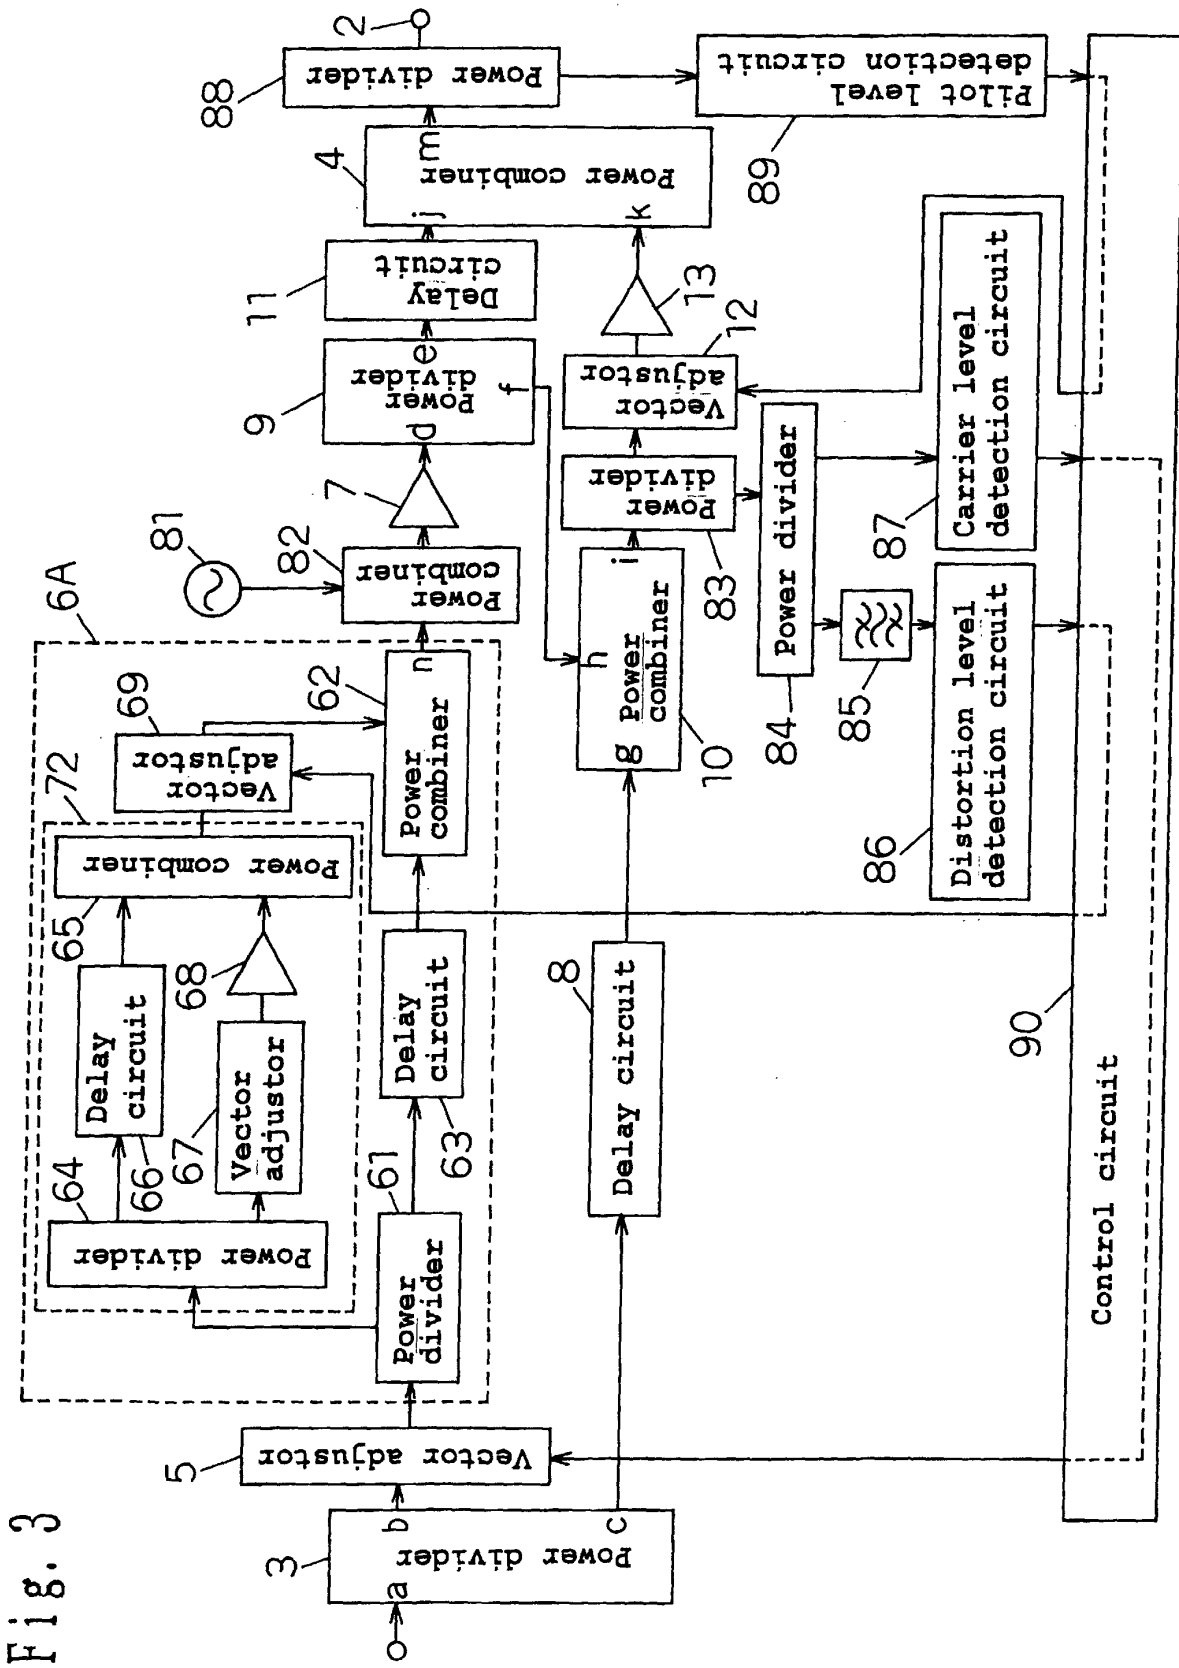 Fig. 3
3
a
b
c
Power divider
5
Vector adjustor
6A
61
Power
divider
72
64
Power divider
66
Delay
circuit
67
Vector
adjustor
68
65
Power combiner
69
Vector
adjustor
63
Delay
circuit
62
Power
combiner
n
81
82
Power
combiner
7
9
d
e
f
Power
divider
11
Delay
circuit
4
j
k
m
Power combiner
88
Power divider
2
8
Delay circuit
10
g
h
i
Power
combiner
83
Power
divider
12
Vector
adjustor
13
84
Power divider
85
86
Distortion level
detection circuit
87
Carrier level
detection circuit
89
Pilot level
detection circuit
90
Control circuit